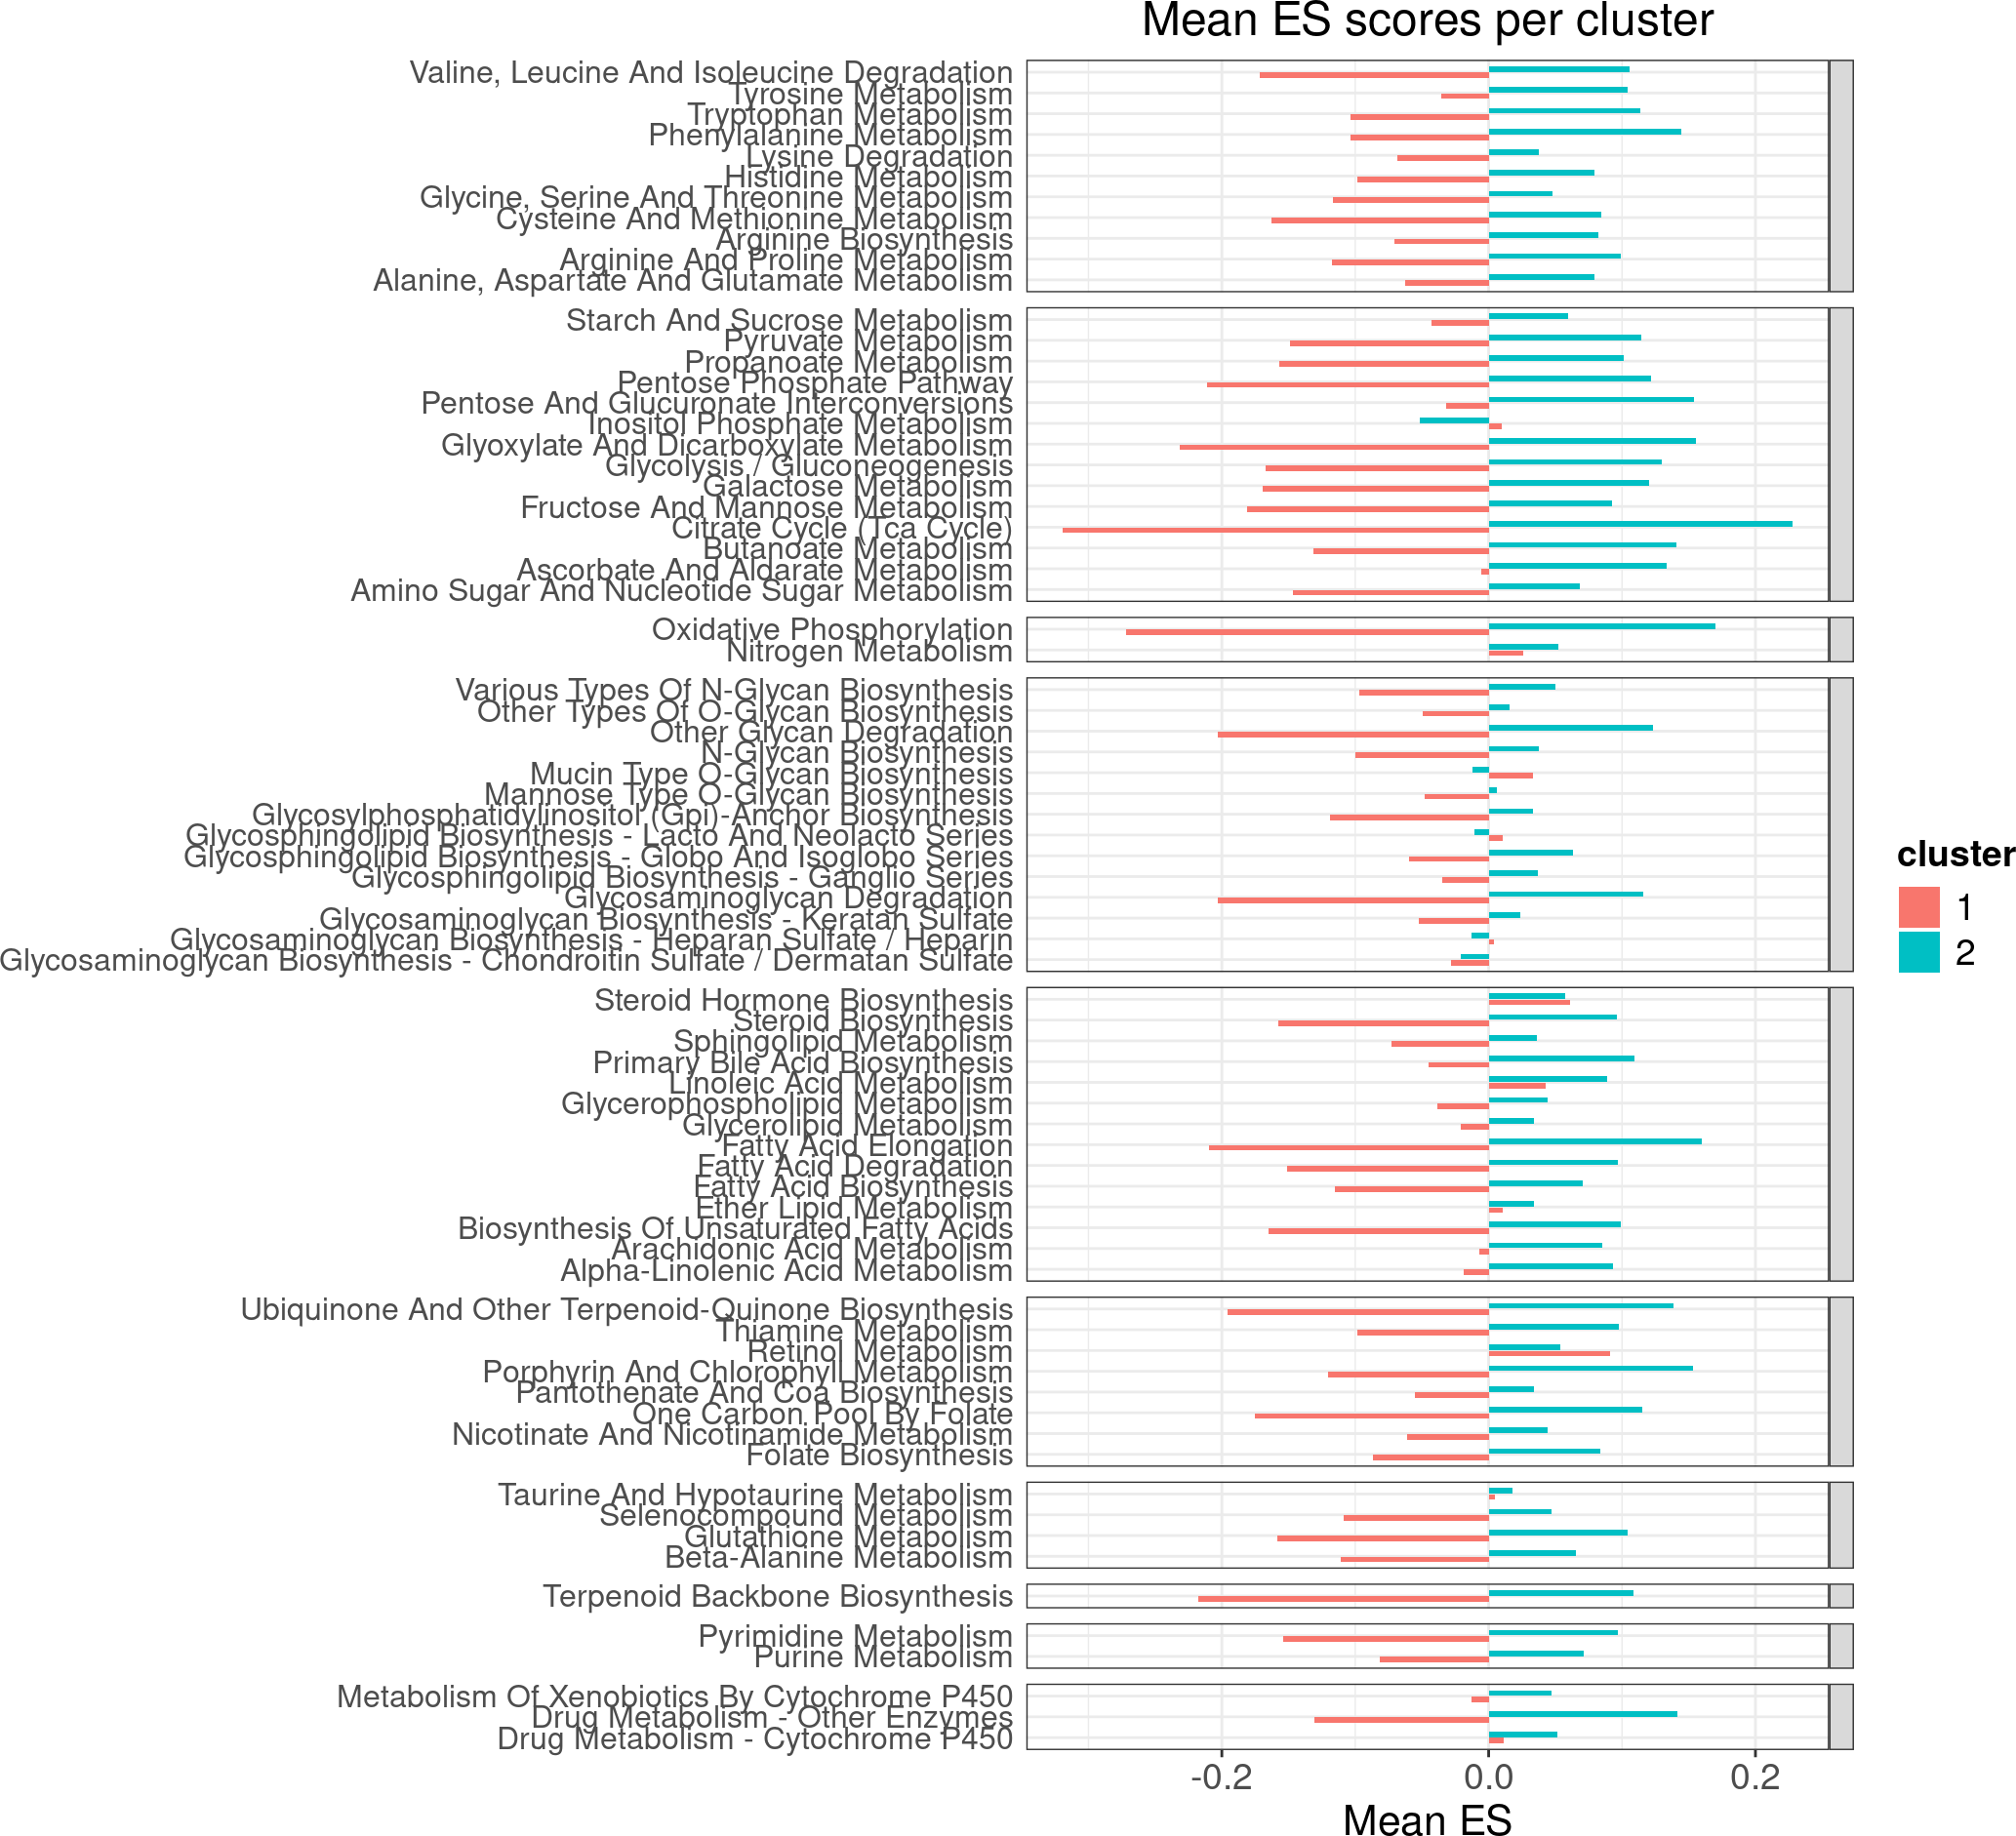 Mean ES scores per cluster
Valine, Leucine And Isoleucine Degradation
Tyrosine Metabolism
Tryptophan Metabolism
Phenylalanine Metabolism
Lysine Degradation
Histidine Metabolism
Glycine, Serine And Threonine Metabolism
Cysteine And Methionine Metabolism
Arginine Biosynthesis
Arginine And Proline Metabolism
Alanine, Aspartate And Glutamate Metabolism
Starch And Sucrose Metabolism
Pyruvate Metabolism
Propanoate Metabolism
Pentose Phosphate Pathway
Pentose And Glucuronate Interconversions
Inositol Phosphate Metabolism
Glyoxylate And Dicarboxylate Metabolism
Glycolysis / Gluconeogenesis
Galactose Metabolism
Fructose And Mannose Metabolism
Citrate Cycle (Tca Cycle)
Butanoate Metabolism
Ascorbate And Aldarate Metabolism
Amino Sugar And Nucleotide Sugar Metabolism
Oxidative Phosphorylation
Nitrogen Metabolism
Various Types Of N-Glycan Biosynthesis
Other Types Of O-Glycan Biosynthesis
Other Glycan Degradation
N-Glycan Biosynthesis
Mucin Type O-Glycan Biosynthesis
Mannose Type O-Glycan Biosynthesis
Glycosylphosphatidylinositol (Gpi)-Anchor Biosynthesis
Glycosphingolipid Biosynthesis - Lacto And Neolacto Series
Glycosphingolipid Biosynthesis - Globo And Isoglobo Series
Glycosphingolipid Biosynthesis - Ganglio Series
Glycosaminoglycan Degradation
Glycosaminoglycan Biosynthesis - Keratan Sulfate
Glycosaminoglycan Biosynthesis - Heparan Sulfate / Heparin
Glycosaminoglycan Biosynthesis - Chondroitin Sulfate / Dermatan Sulfate
Steroid Hormone Biosynthesis
Steroid Biosynthesis
Sphingolipid Metabolism
Primary Bile Acid Biosynthesis
Linoleic Acid Metabolism
Glycerophospholipid Metabolism
Glycerolipid Metabolism
Fatty Acid Elongation
Fatty Acid Degradation
Fatty Acid Biosynthesis
Ether Lipid Metabolism
Biosynthesis Of Unsaturated Fatty Acids
Arachidonic Acid Metabolism
Alpha-Linolenic Acid Metabolism
Ubiquinone And Other Terpenoid-Quinone Biosynthesis
Thiamine Metabolism
Retinol Metabolism
Porphyrin And Chlorophyll Metabolism
Pantothenate And Coa Biosynthesis
One Carbon Pool By Folate
Nicotinate And Nicotinamide Metabolism
Folate Biosynthesis
Taurine And Hypotaurine Metabolism
Selenocompound Metabolism
Glutathione Metabolism
Beta-Alanine Metabolism
Terpenoid Backbone Biosynthesis
Pyrimidine Metabolism
Purine Metabolism
Metabolism Of Xenobiotics By Cytochrome P450
Drug Metabolism - Other Enzymes
Drug Metabolism - Cytochrome P450
-0.2 0.0 0.2
Mean ES
cluster
1
2